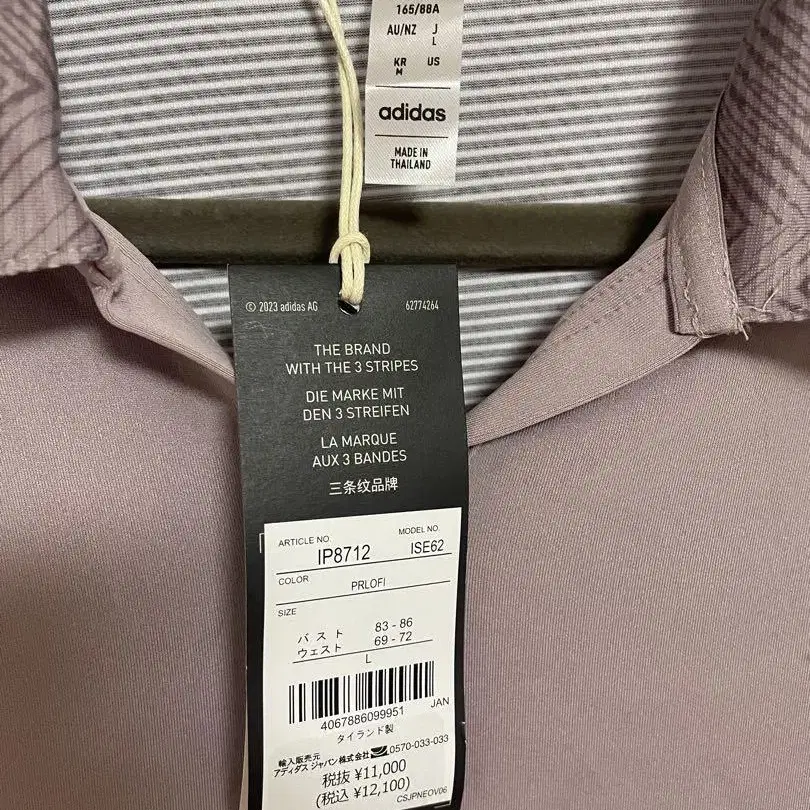 165/88A
AU/NZ J
L
KR US
M
adidas
MADE IN
THAILAND
© 2023 adidas AG 62774264
THE BRAND
WITH THE 3 STRIPES
DIE MARKE MIT
DEN 3 STREIFEN
LA MARQUE
AUX 3 BANDES
三条纹品牌
ARTICLE NO. MODEL NO.
IP8712 ISE62
COLOR
PRLOFI
SIZE
バスト 83 - 86
ウェスト 69 - 72
L
4067886099951 JAN
タイランド製
輸入販売元
アディダス ジャパン株式会社 0570-033-033
税抜 ¥11,000
(税込 ¥12,100)
CSJPNEOV06